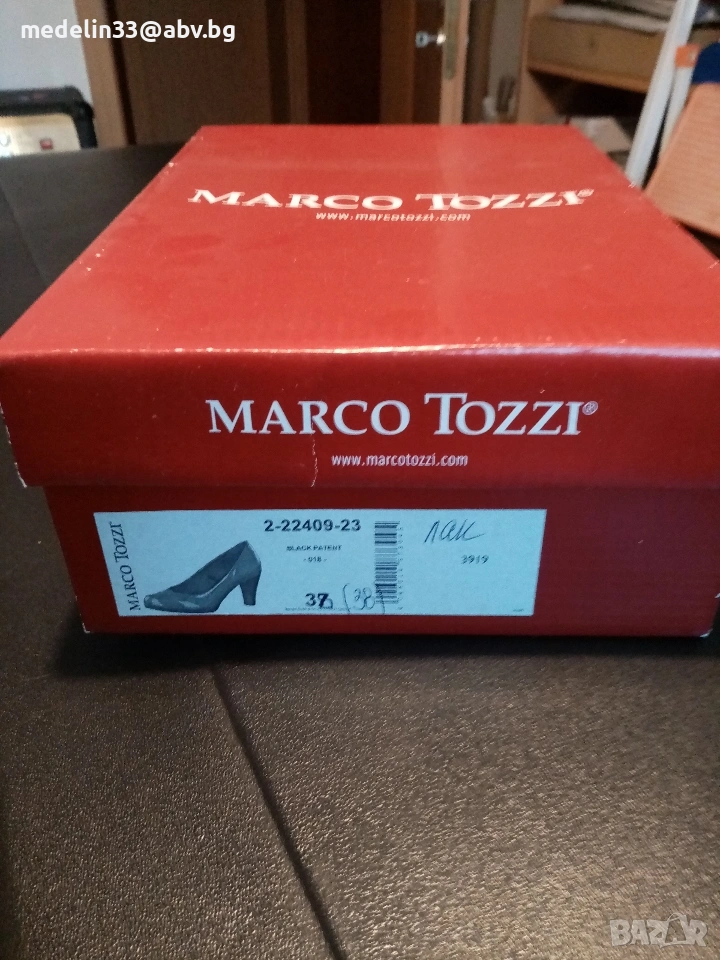 medelin33@abv.bg
MARCO TOZZI®
www.marcotozzi.com
MARCO TOZZI®
www.marcotozzi.com
MARCO TOZZI
2-22409-23
BLACK PATENT
- 018 -
37 (38)
лак
3919
BAZAR